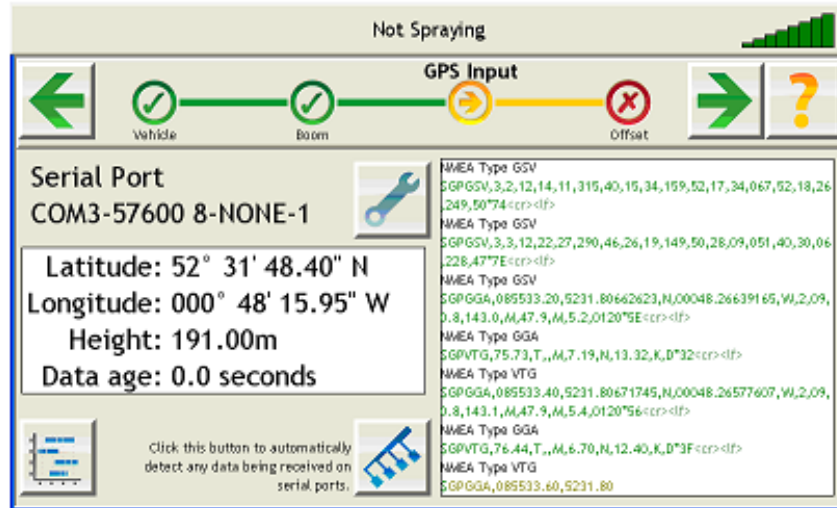 Not Spraying
GPS Input
Vehicle
Boom
Offset
Serial Port
COM3-57600 8-NONE-1
Latitude: 52° 31' 48.40" N
Longitude: 000° 48' 15.95" W
Height: 191.00m
Data age: 0.0 seconds
Click this button to automatically
detect any data being received on
serial ports.
NMEA Type GSV
$GPGSV,3,2,12,14,11,315,40,15,34,159,52,17,34,067,52,18,26
,249,50*74<cr><lf>
NMEA Type GSV
$GPGSV,3,3,12,22,27,290,46,26,19,149,50,28,09,051,40,30,06
,228,47*7E<cr><lf>
NMEA Type GSV
$GPGGA,085533.20,5231.80662623,N,00048.26639165,W,2,09,
0.8,143.0,M,47.9,M,5.2,0120*5E<cr><lf>
NMEA Type GGA
$GPVTG,75.73,T,,M,7.19,N,13.32,K,D*32<cr><lf>
NMEA Type VTG
$GPGGA,085533.40,5231.80671745,N,00048.26577607,W,2,09,
0.8,143.1,M,47.9,M,5.4,0120*56<cr><lf>
NMEA Type GGA
$GPVTG,76.44,T,,M,6.70,N,12.40,K,D*3F<cr><lf>
NMEA Type VTG
$GPGGA,085533.60,5231.80